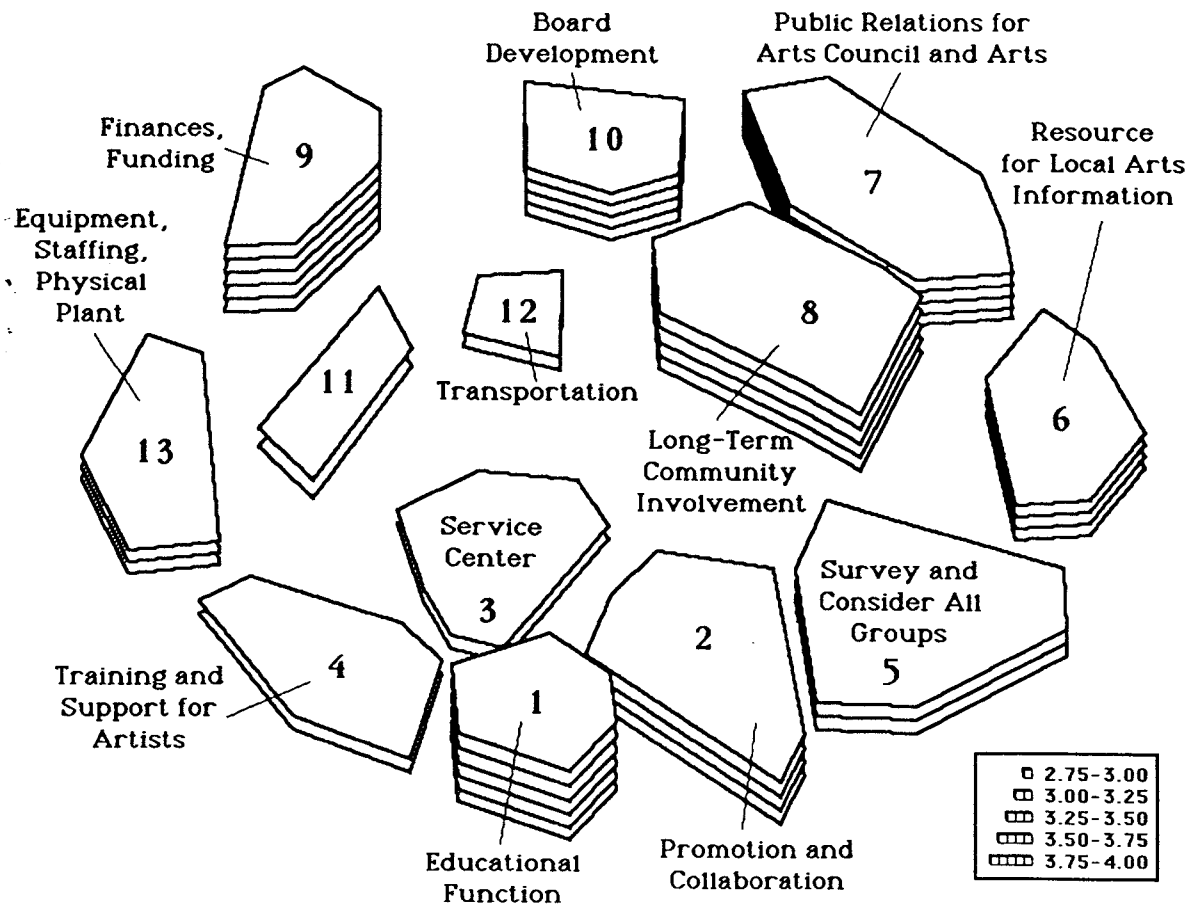 Board
Development
Public Relations for
Arts Council and Arts
Finances,
Funding
9
10
7
Resource
for Local Arts
Information
Equipment,
Staffing,
Physical
Plant
12
8
11
Transportation
13
6
Long-Term
Community
Involvement
Service
Center
3
Survey and
Consider All
Groups
5
2
4
Training and
Support for
Artists
1
Educational
Function
Promotion and
Collaboration
2.75-3.00
3.00-3.25
3.25-3.50
3.50-3.75
3.75-4.00